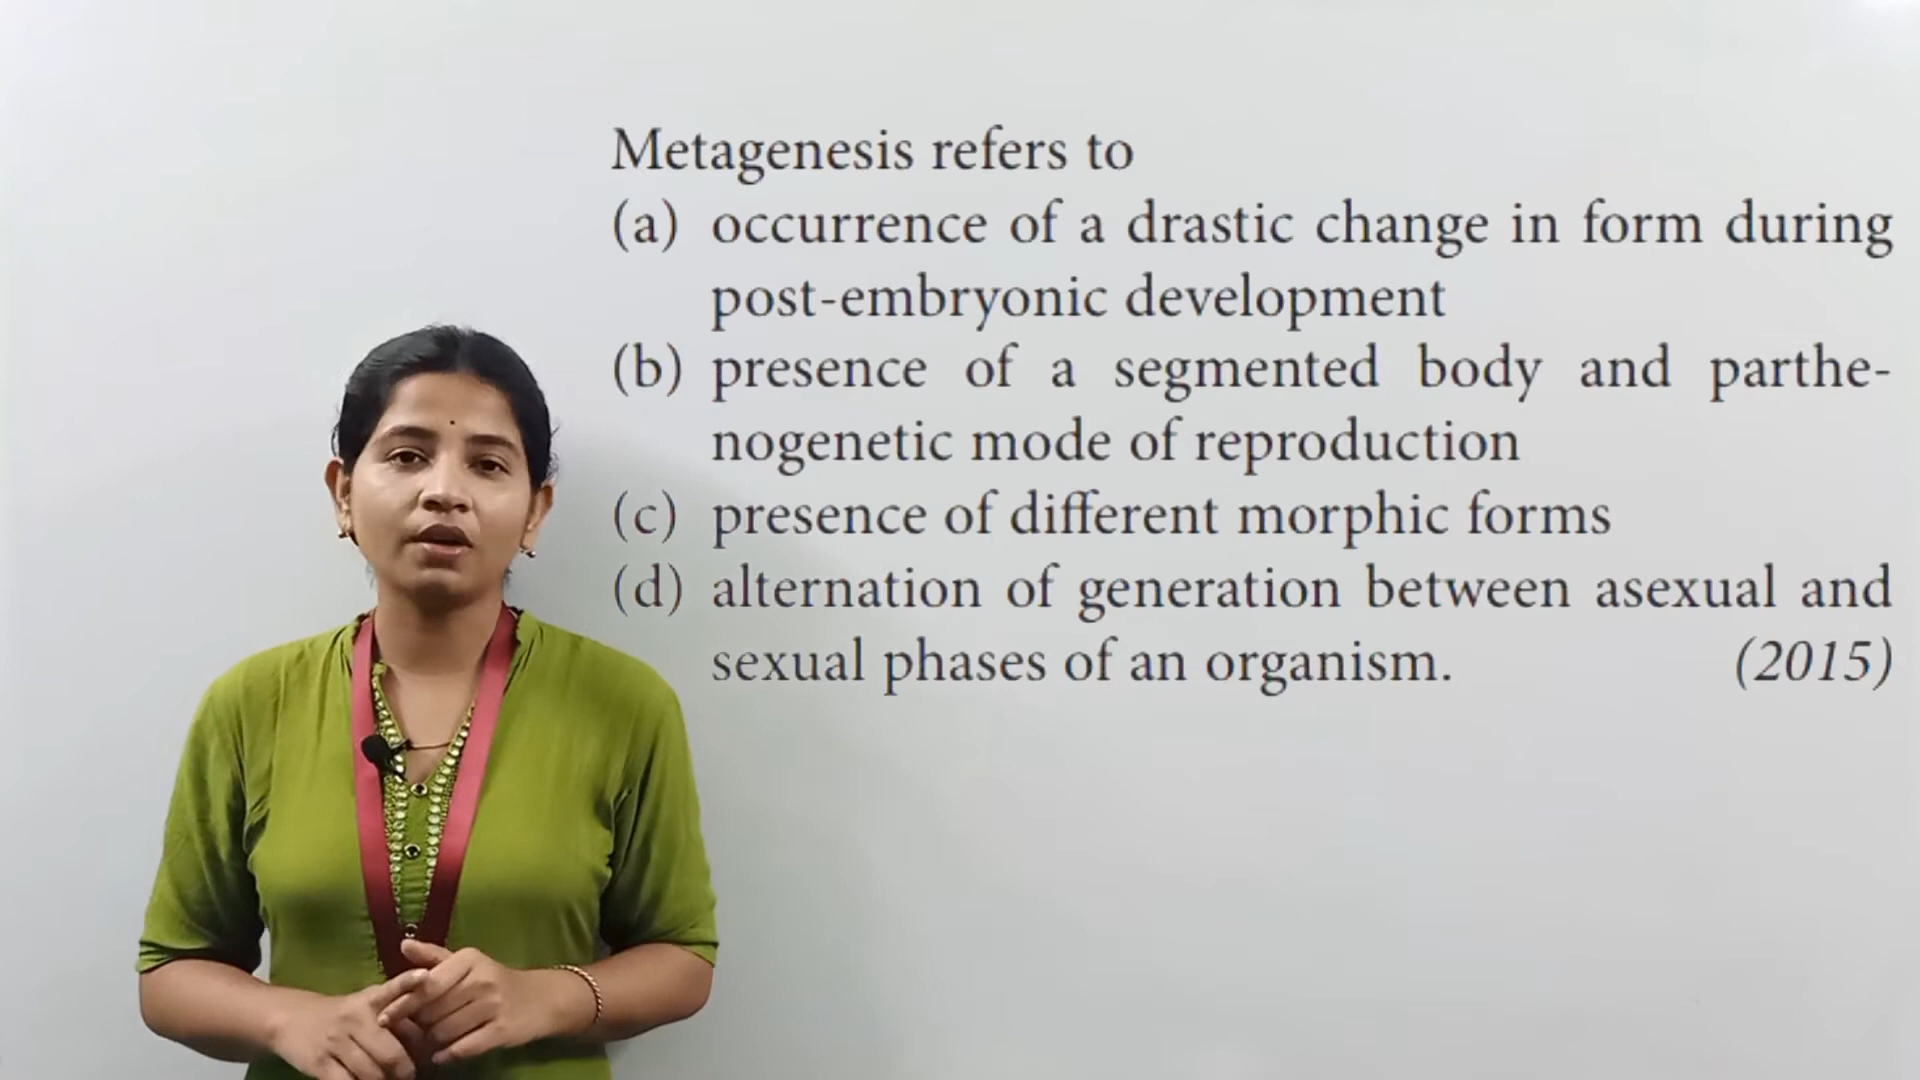 Metagenesis refers to
(a) occurrence of a drastic change in form during
post-embryonic development
(b) presence of a segmented body and parthe-
nogenetic mode of reproduction
(c) presence of different morphic forms
(d) alternation of generation between asexual and
sexual phases of an organism. (2015)